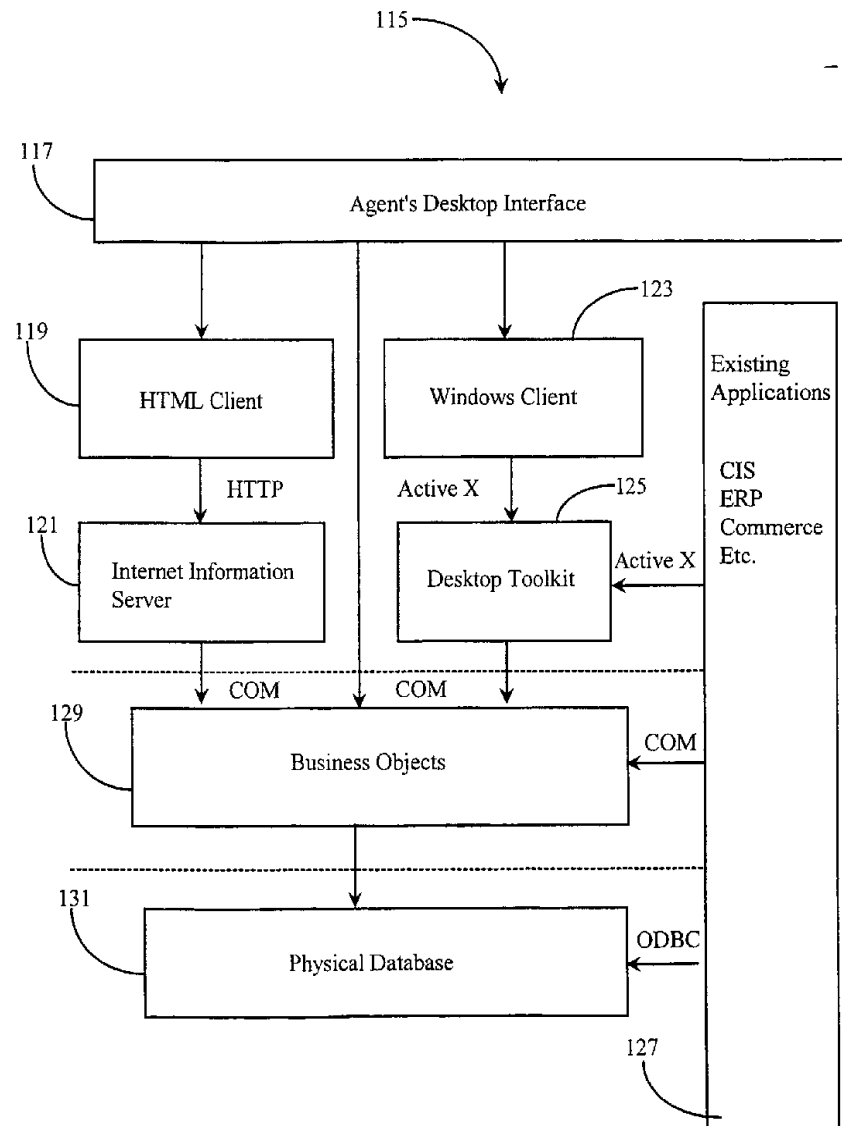 115
117
Agent's Desktop Interface
123
119
HTML Client
Windows Client
Existing
Applications
CIS
ERP
Commerce
Etc.
HTTP
Active X
125
121
Internet Information
Server
Desktop Toolkit
Active X
COM
COM
129
Business Objects
COM
131
Physical Database
ODBC
127